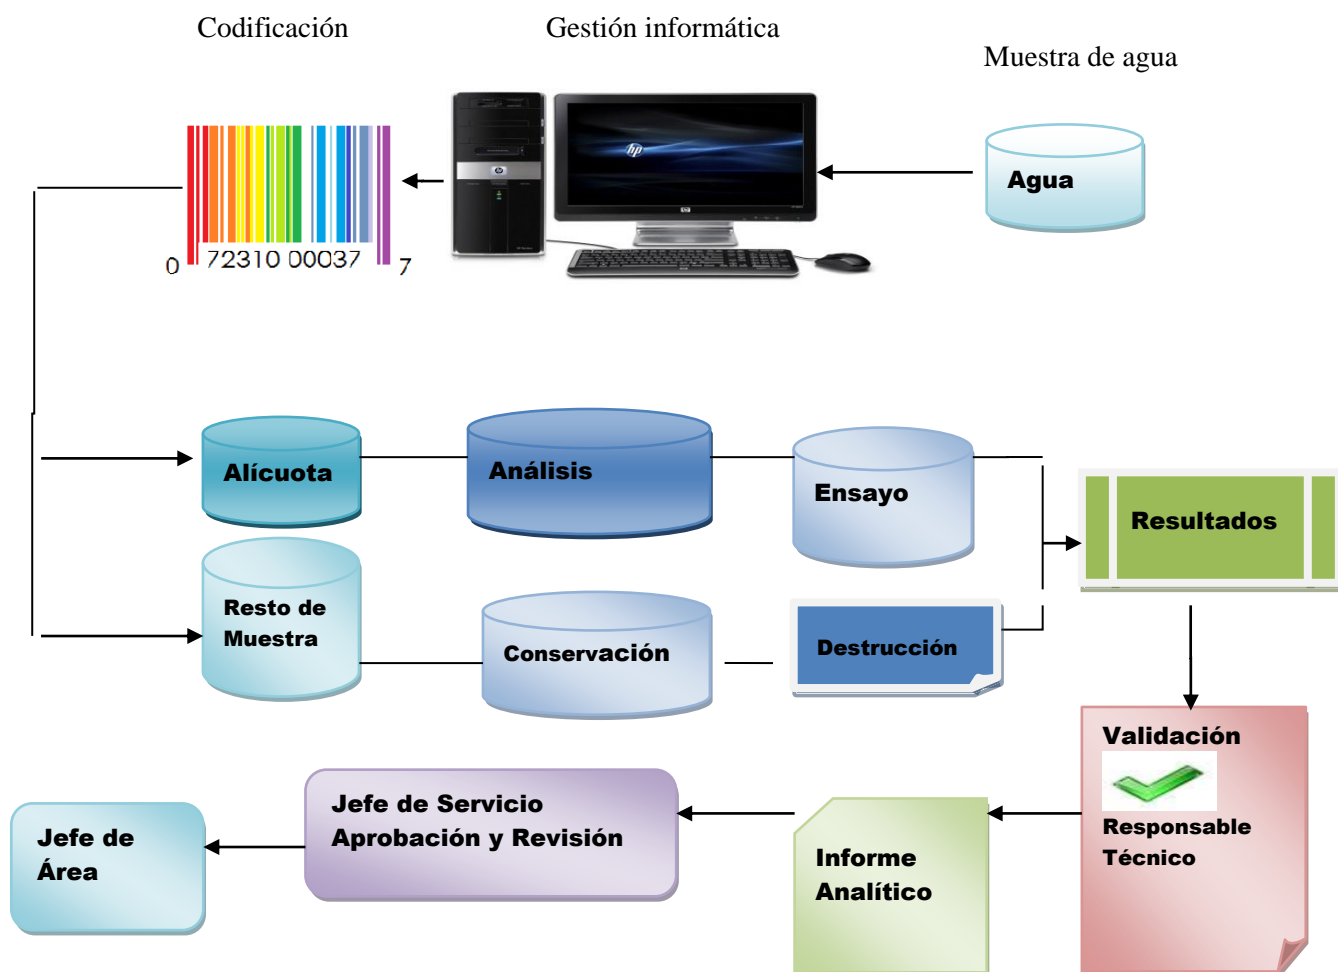 Codificación
Gestión informática
Muestra de agua
hp
Agua
0 72310 00037 7
Alícuota
Análisis
Ensayo
Resultados
Resto de
Muestra
Conservación
Destrucción
Validación
Responsable
Técnico
Informe
Analítico
Jefe de Servicio
Aprobación y Revisión
Jefe de
Área